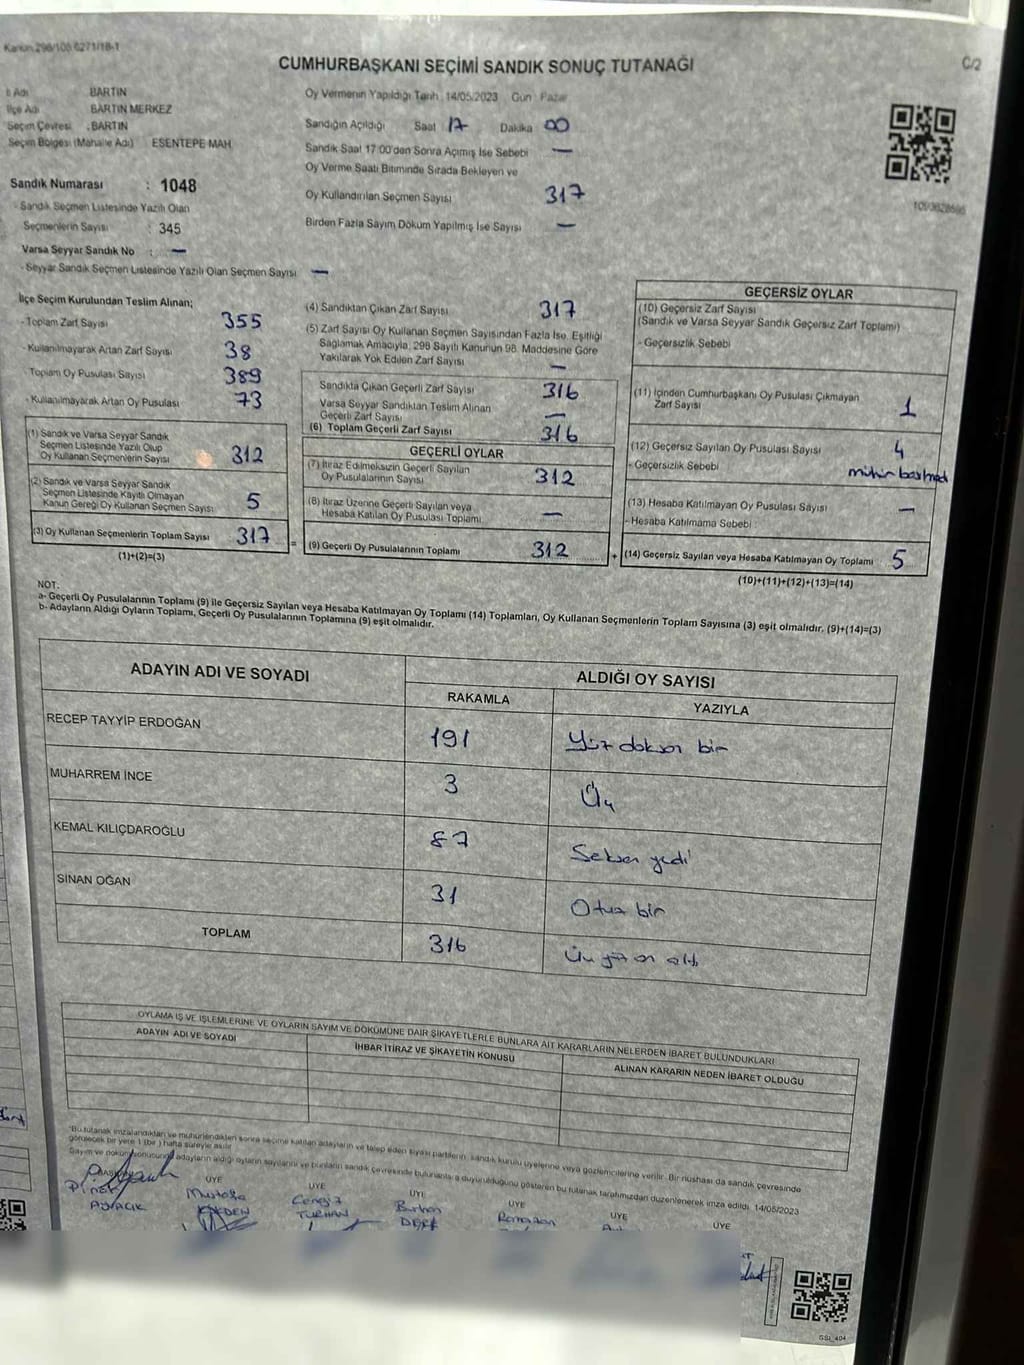 Kanun 298/105 6271/18-1
CUMHURBAŞKANI SEÇİMİ SANDIK SONUÇ TUTANAĞI
C/2
İl Adı BARTIN
İlçe Adı BARTIN MERKEZ
Seçim Çevresi : BARTIN
Seçim Bölgesi (Mahalle Adı) ESENTEPE MAH
Sandık Numarası : 1048
- Sandık Seçmen Listesinde Yazılı Olan
Seçmenlerin Sayısı : 345
Varsa Seyyar Sandık No : —
- Seyyar Sandık Seçmen Listesinde Yazılı Olan Seçmen Sayısı —
Oy Vermenin Yapıldığı Tarih 14/05/2023 Gün Pazar
Sandığın Açıldığı Saat 17 Dakika 00
Sandık Saat 17:00'den Sonra Açılmış İse Sebebi —
Oy Verme Saati Bitiminde Sırada Bekleyen ve
Oy Kullandırılan Seçmen Sayısı 317
Birden Fazla Sayım Döküm Yapılmış İse Sayısı —
İlçe Seçim Kurulundan Teslim Alınan;
- Toplam Zarf Sayısı 355
- Kullanılmayarak Artan Zarf Sayısı 38
- Toplam Oy Pusulası Sayısı 389
- Kullanılmayarak Artan Oy Pusulası 73
(1) Sandık ve Varsa Seyyar Sandık
Seçmen Listesinde Yazılı Olup
Oy Kullanan Seçmenlerin Sayısı 312
(2) Sandık ve Varsa Seyyar Sandık
Seçmen Listesinde Kayıtlı Olmayan
Kanun Gereği Oy Kullanan Seçmen Sayısı 5
(3) Oy Kullanan Seçmenlerin Toplam Sayısı 317 =
(1)+(2)=(3)
(4) Sandıktan Çıkan Zarf Sayısı 317
(5) Zarf Sayısı Oy Kullanan Seçmen Sayısından Fazla İse, Eşitliği
Sağlamak Amacıyla, 298 Sayılı Kanunun 98. Maddesine Göre
Yakılarak Yok Edilen Zarf Sayısı —
Sandıkta Çıkan Geçerli Zarf Sayısı 316
Varsa Seyyar Sandıktan Teslim Alınan
Geçerli Zarf Sayısı —
(6) Toplam Geçerli Zarf Sayısı 316
GEÇERLİ OYLAR
(7) İtiraz Edilmeksizin Geçerli Sayılan
Oy Pusulalarının Sayısı 312
(8) İtiraz Üzerine Geçerli Sayılan veya
Hesaba Katılan Oy Pusulası Toplamı —
(9) Geçerli Oy Pusulalarının Toplamı 312 +
GEÇERSİZ OYLAR
(10) Geçersiz Zarf Sayısı
(Sandık ve Varsa Seyyar Sandık Geçersiz Zarf Toplamı)
- Geçersizlik Sebebi
(11) İçinden Cumhurbaşkanı Oy Pusulası Çıkmayan
Zarf Sayısı 1
(12) Geçersiz Sayılan Oy Pusulası Sayısı 4
- Geçersizlik Sebebi mühür basılmadı
(13) Hesaba Katılmayan Oy Pusulası Sayısı —
- Hesaba Katılmama Sebebi :
(14) Geçersiz Sayılan veya Hesaba Katılmayan Oy Toplamı 5
(10)+(11)+(12)+(13)=(14)
NOT:
a- Geçerli Oy Pusulalarının Toplamı (9) ile Geçersiz Sayılan veya Hesaba Katılmayan Oy Toplamı (14) Toplamları, Oy Kullanan Seçmenlerin Toplam Sayısına (3) eşit olmalıdır. (9)+(14)=(3)
b- Adayların Aldığı Oyların Toplamı, Geçerli Oy Pusulalarının Toplamına (9) eşit olmalıdır.
ADAYIN ADI VE SOYADI ALDIĞI OY SAYISI
RAKAMLA YAZIYLA
RECEP TAYYİP ERDOĞAN 191 Yüz doksan bir
MUHARREM İNCE 3 Üç
KEMAL KILIÇDAROĞLU 87 Seksen yedi
SİNAN OĞAN 31 Otuz bir
TOPLAM 316 Üç yüz on altı
OYLAMA İŞ VE İŞLEMLERİNE VE OYLARIN SAYIM VE DÖKÜMÜNE DAİR ŞİKAYETLERLE BUNLARA AİT KARARLARIN NELERDEN İBARET BULUNDUKLARI
ADAYIN ADI VE SOYADI İHBAR İTİRAZ VE ŞİKAYETİN KONUSU ALINAN KARARIN NEDEN İBARET OLDUĞU
*Bu tutanak imzalandıktan ve mühürlendikten sonra seçime katılan adayların ve talep eden siyasi partilerin, sandık kurulu üyelerine veya gözlemcilerine verilir. Bir nüshası da sandık çevresinde
görülecek bir yere 1 (bir) hafta süreyle asılır.
Sayım ve döküm sonucunda adayların aldığı oyların sayılarını ve bunların sandık çevresinde bulunanlara duyurulduğunu gösteren bu tutanak tarafımızdan düzenlenerek imza edildi. 14/05/2023
ÜYE ÜYE ÜYE ÜYE ÜYE ÜYE
Pınar Mustafa Cengiz Burhan Ramazan
TURHAN
GSI_404